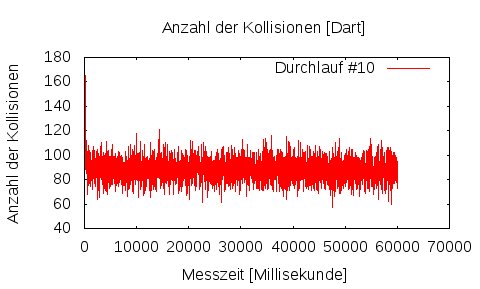 Anzahl der Kollisionen [Dart]
Durchlauf #10
Anzahl der Kollisionen
180
160
140
120
100
80
60
40
0 10000 20000 30000 40000 50000 60000 70000
Messzeit [Millisekunde]